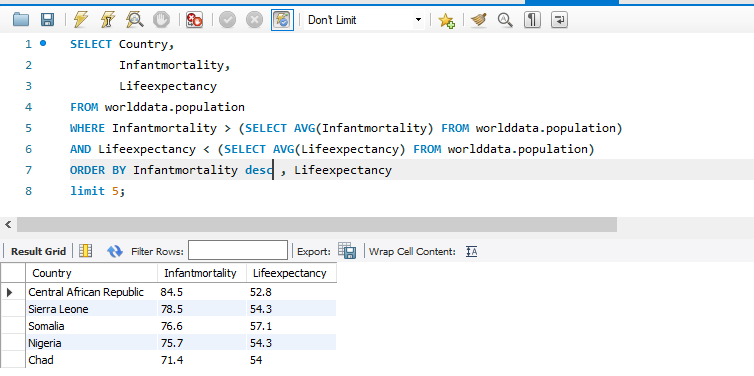 Don't Limit
1 SELECT Country,
2 Infantmortality,
3 Lifeexpectancy
4 FROM worlddata.population
5 WHERE Infantmortality > (SELECT AVG(Infantmortality) FROM worlddata.population)
6 AND Lifeexpectancy < (SELECT AVG(Lifeexpectancy) FROM worlddata.population)
7 ORDER BY Infantmortality desc , Lifeexpectancy
8 limit 5;
Result Grid Filter Rows: Export: Wrap Cell Content: IA
Country Infantmortality Lifeexpectancy
Central African Republic 84.5 52.8
Sierra Leone 78.5 54.3
Somalia 76.6 57.1
Nigeria 75.7 54.3
Chad 71.4 54